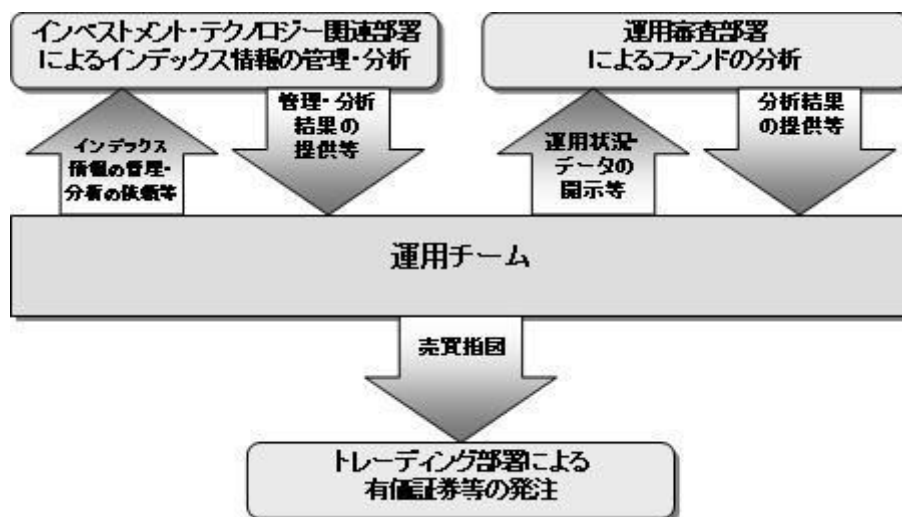 インベストメント・テクノロジー関連部署
によるインデックス情報の管理・分析
運用審査部署
によるファンドの分析
インデックス
情報の管理・
分析の依頼等
管理・分析
結果の
提供等
運用状況・
データの
開示等
分析結果
の提供等
運用チーム
売買指図
トレーディング部署による
有価証券等の発注